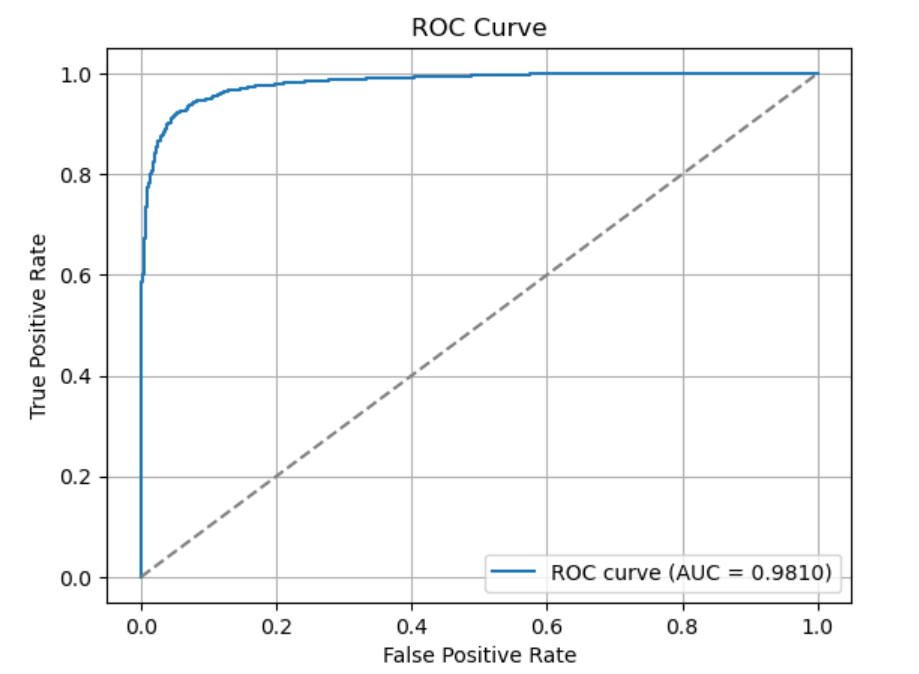 ROC Curve
1.0
0.8
0.6
0.4
0.2
0.0
True Positive Rate
ROC curve (AUC = 0.9810)
0.0 0.2 0.4 0.6 0.8 1.0
False Positive Rate